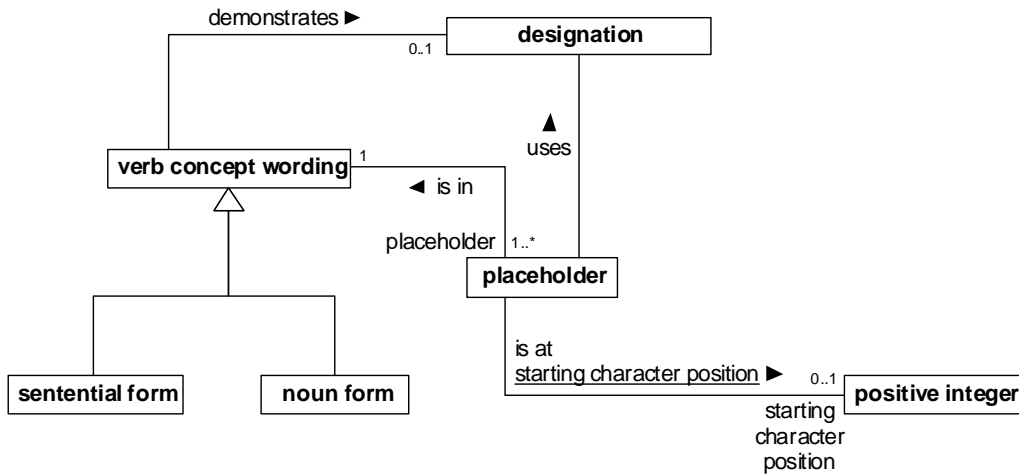 demonstrates ►
0..1
designation
uses
verb concept wording
1
◄ is in
placeholder
1..*
placeholder
is at
starting character position ►
0..1
sentential form
noun form
positive integer
starting
character
position